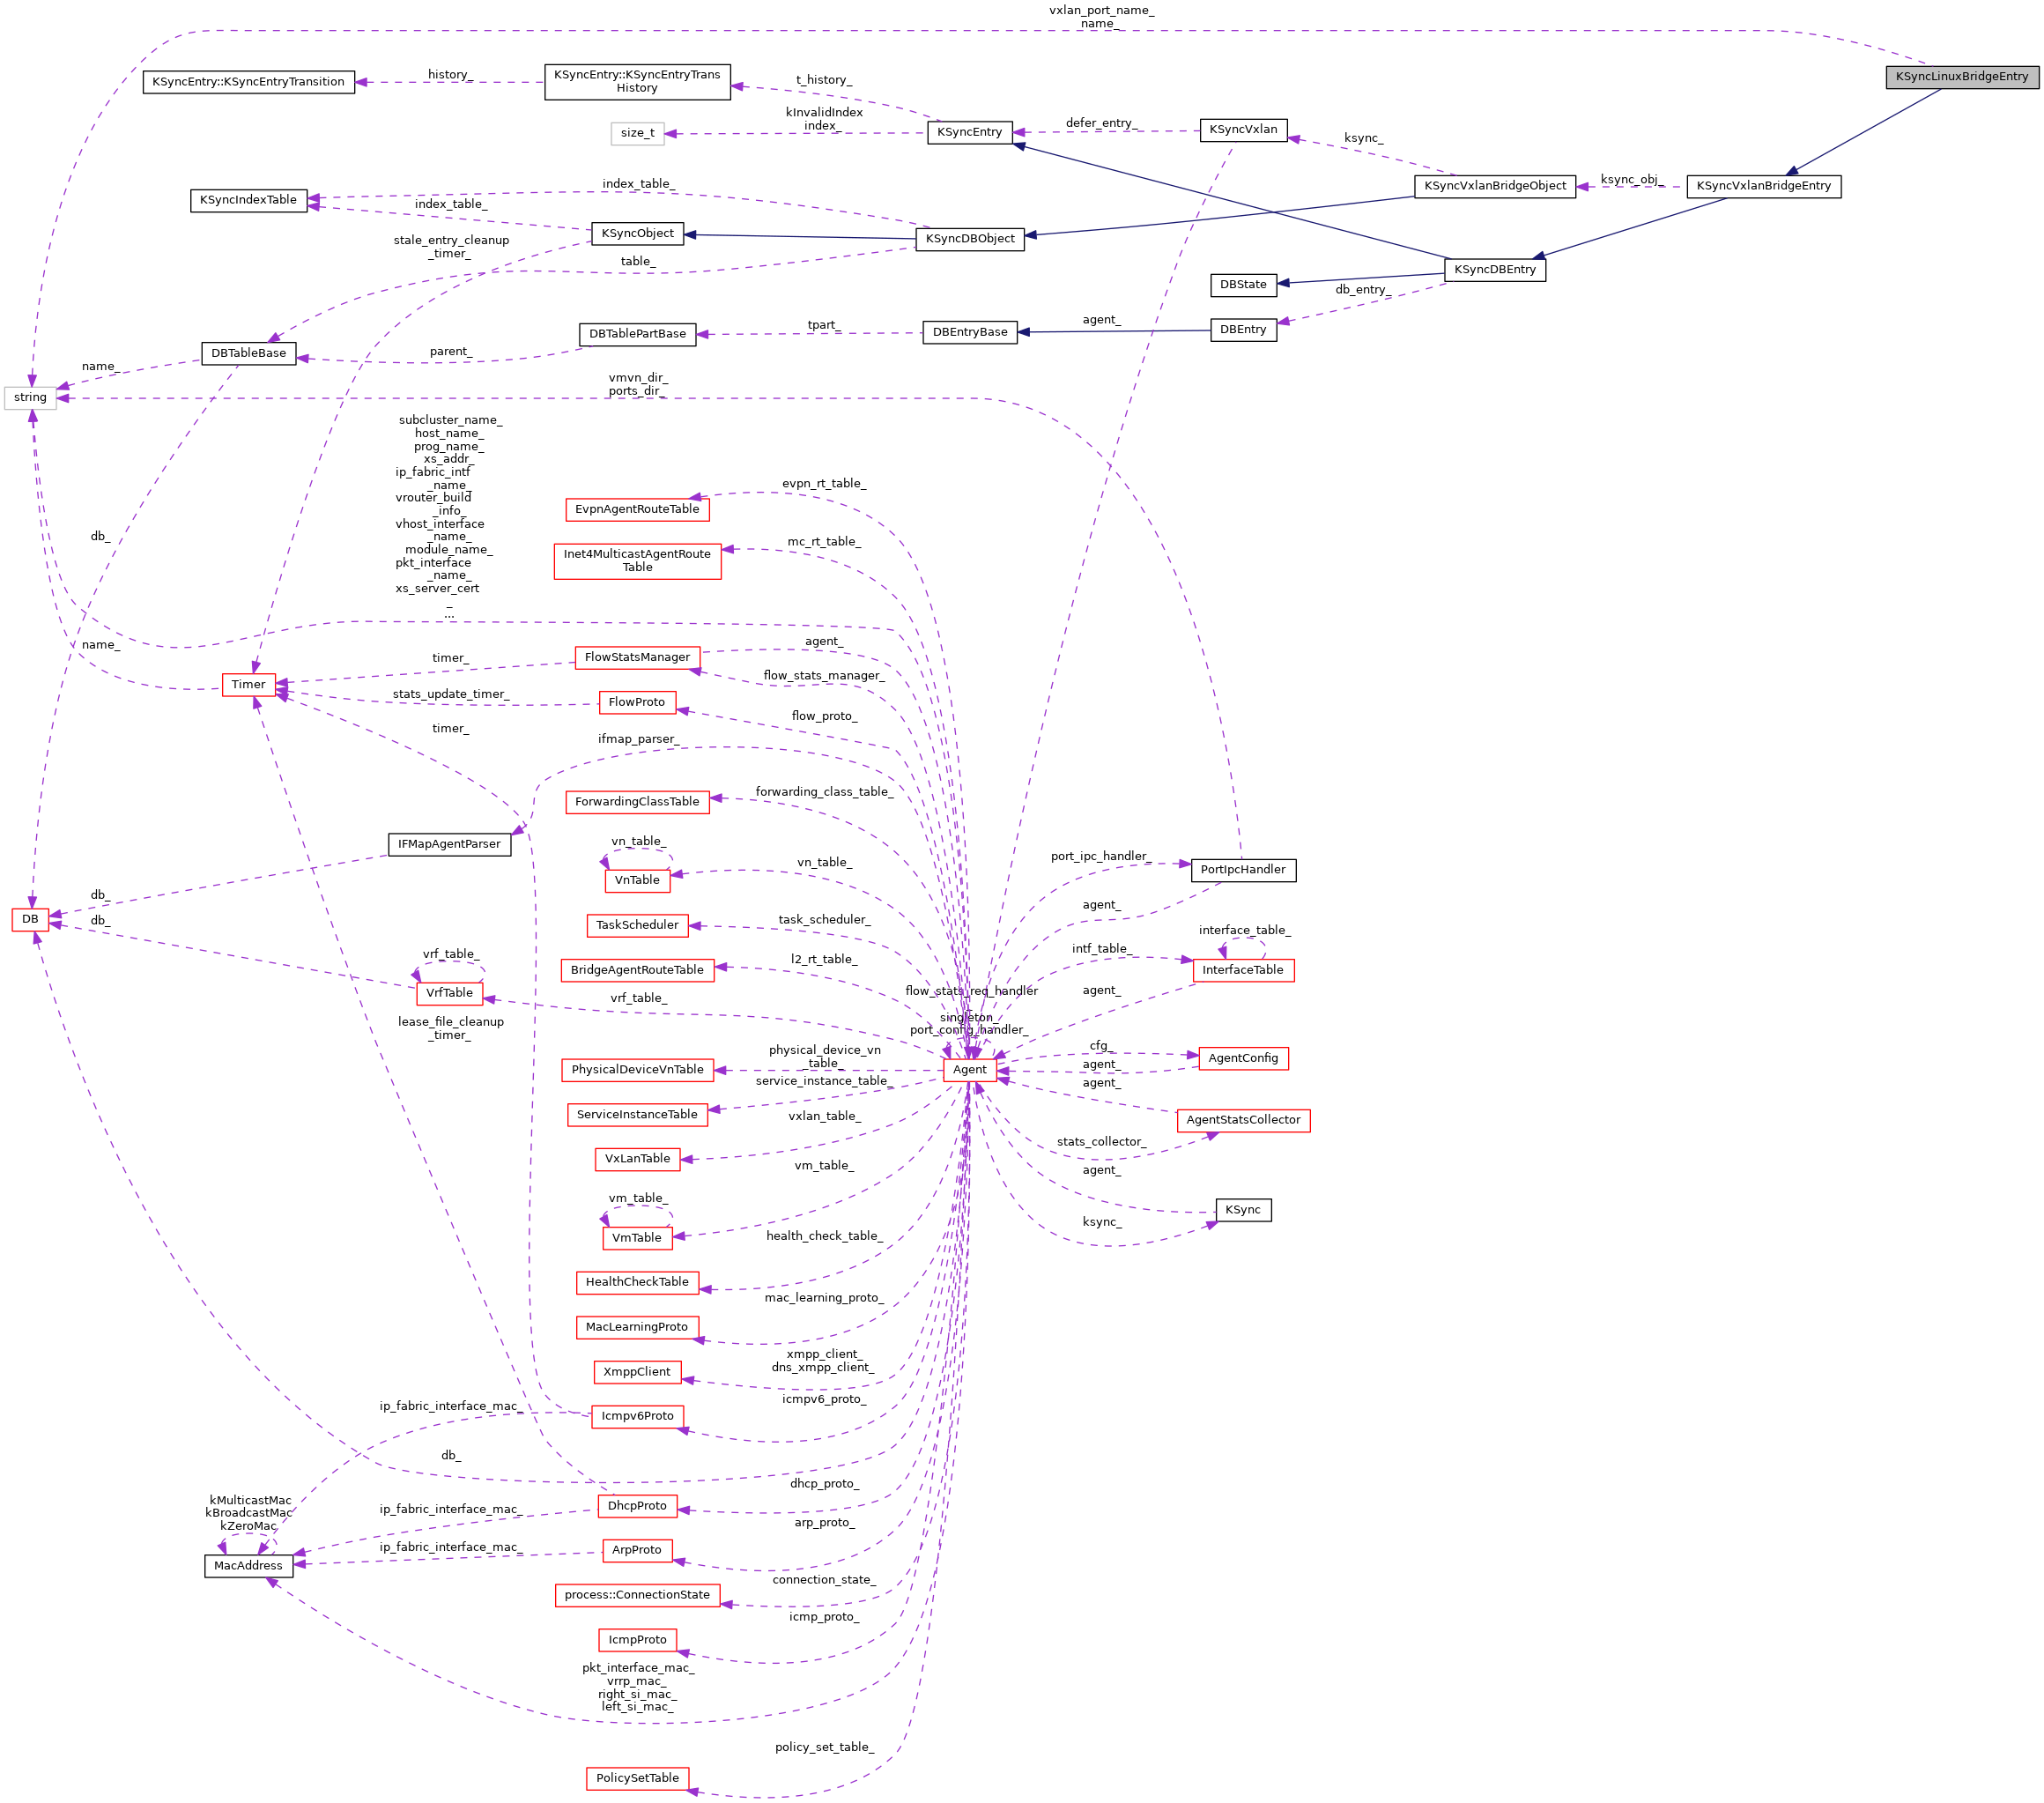 vxlan_port_name_
name_
KSyncLinuxBridgeEntry
KSyncEntry::KSyncEntryTransition
history_
KSyncEntry::KSyncEntryTrans
History
t_history_
kInvalidIndex
index_
size_t
KSyncEntry
defer_entry_
KSyncVxlan
ksync_
KSyncVxlanBridgeObject
ksync_obj_
KSyncVxlanBridgeEntry
KSyncIndexTable
index_table_
index_table_
KSyncObject
KSyncDBObject
stale_entry_cleanup
_timer_
table_
KSyncDBEntry
DBState
db_entry_
DBTableBase
parent_
DBTablePartBase
tpart_
DBEntryBase
agent_
DBEntry
name_
string
vmvn_dir_
ports_dir_
subcluster_name_
host_name_
prog_name_
xs_addr_
ip_fabric_intf
_name_
vrouter_build
_info_
vhost_interface
_name_
module_name_
pkt_interface
_name_
xs_server_cert
_
...
evpn_rt_table_
EvpnAgentRouteTable
mc_rt_table_
Inet4MulticastAgentRoute
Table
db_
name_
Timer
timer_
FlowStatsManager
agent_
flow_stats_manager_
stats_update_timer_
FlowProto
flow_proto_
timer_
ifmap_parser_
ForwardingClassTable
forwarding_class_table_
IFMapAgentParser
vn_table_
VnTable
vn_table_
port_ipc_handler_
PortIpcHandler
agent_
db_
DB
db_
TaskScheduler
task_scheduler_
interface_table_
intf_table_
InterfaceTable
vrf_table_
VrfTable
BridgeAgentRouteTable
l2_rt_table_
vrf_table_
flow_stats_req_handler
_
singleton_
port_config_handler_
agent_
lease_file_cleanup
_timer_
cfg_
AgentConfig
agent_
Agent
physical_device_vn
_table_
PhysicalDeviceVnTable
service_instance_table_
ServiceInstanceTable
agent_
AgentStatsCollector
vxlan_table_
VxLanTable
stats_collector_
vm_table_
agent_
vm_table_
VmTable
KSync
ksync_
health_check_table_
HealthCheckTable
mac_learning_proto_
MacLearningProto
xmpp_client_
dns_xmpp_client_
XmppClient
icmpv6_proto_
Icmpv6Proto
ip_fabric_interface_mac_
db_
dhcp_proto_
DhcpProto
ip_fabric_interface_mac_
kMulticastMac
kBroadcastMac
kZeroMac
arp_proto_
ArpProto
ip_fabric_interface_mac_
MacAddress
connection_state_
process::ConnectionState
icmp_proto_
IcmpProto
pkt_interface_mac_
vrrp_mac_
right_si_mac_
left_si_mac_
policy_set_table_
PolicySetTable